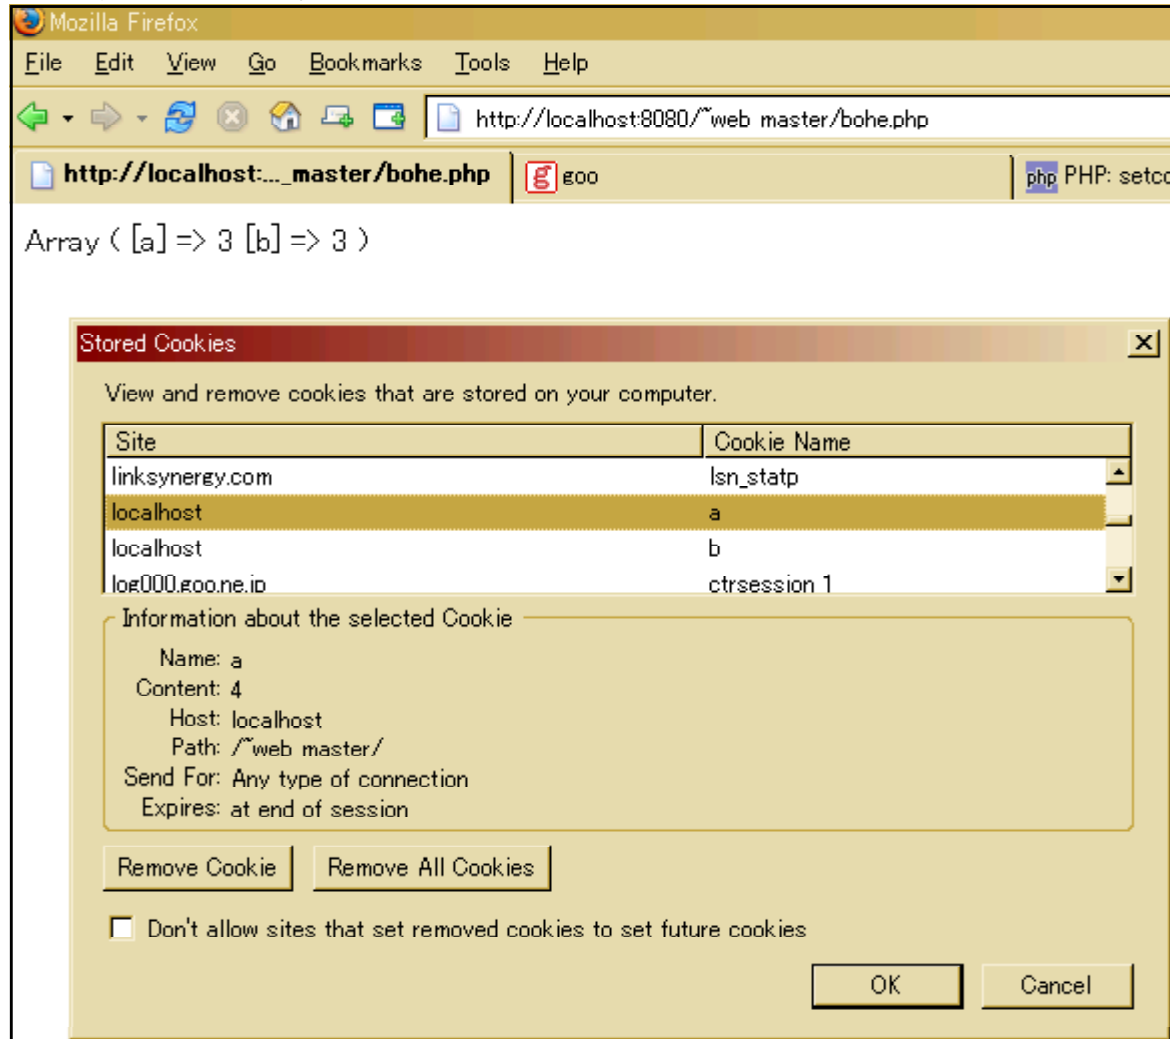 Mozilla Firefox
File Edit View Go Bookmarks Tools Help
http://localhost:8080/~web master/bohe.php
http://localhost:..._master/bohe.php goo php PHP: setco
Array ( [a] => 3 [b] => 3 )
Stored Cookies
View and remove cookies that are stored on your computer.
Site Cookie Name
linksynergy.com lsn_statp
localhost a
localhost b
log000.goo.ne.jp ctrsession 1
Information about the selected Cookie
Name: a
Content: 4
Host: localhost
Path: /~web master/
Send For: Any type of connection
Expires: at end of session
Remove Cookie Remove All Cookies
Don't allow sites that set removed cookies to set future cookies
OK Cancel